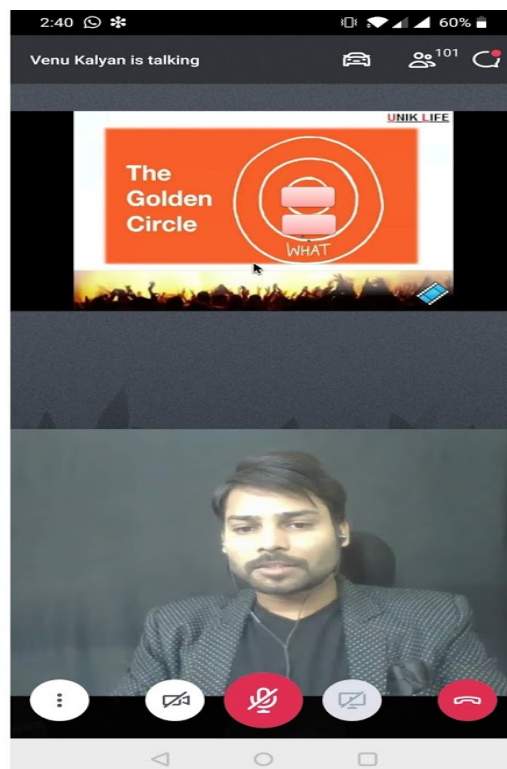 2:40 60%
Venu Kalyan is talking 101
UNIK LIFE
The
Golden
Circle
WHAT